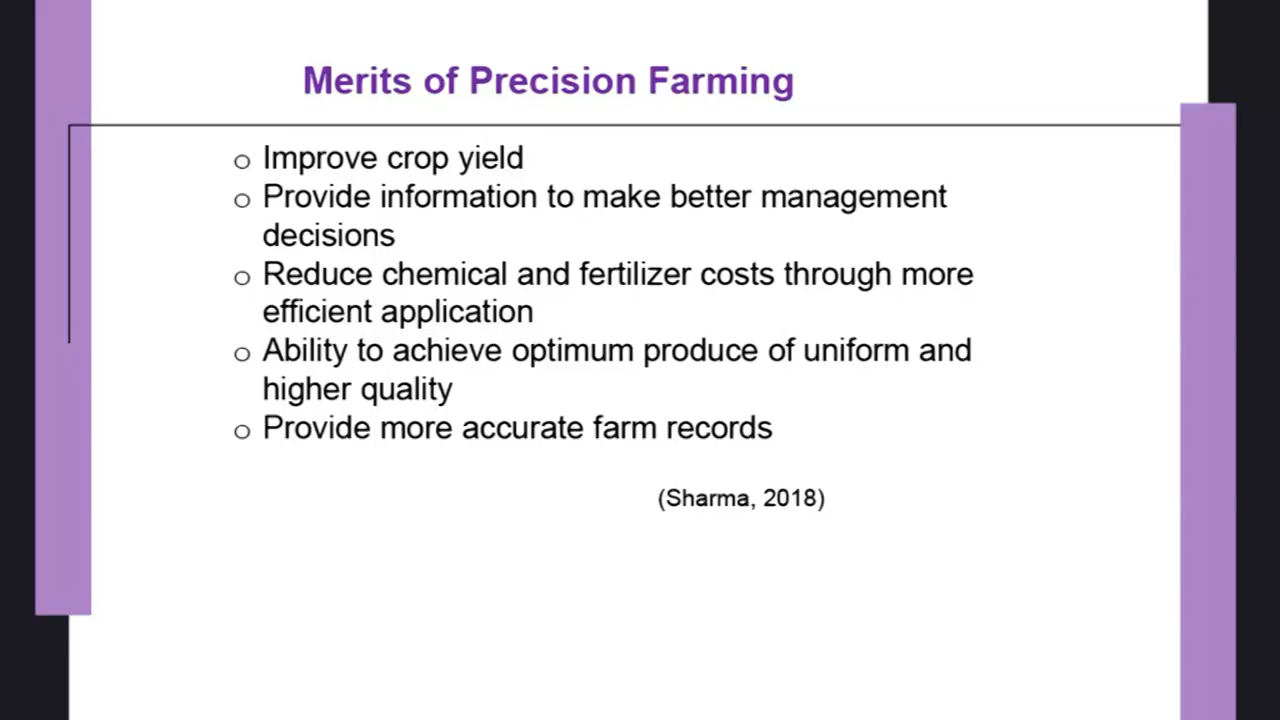 Merits of Precision Farming
o Improve crop yield
o Provide information to make better management
decisions
o Reduce chemical and fertilizer costs through more
efficient application
o Ability to achieve optimum produce of uniform and
higher quality
o Provide more accurate farm records
(Sharma, 2018)